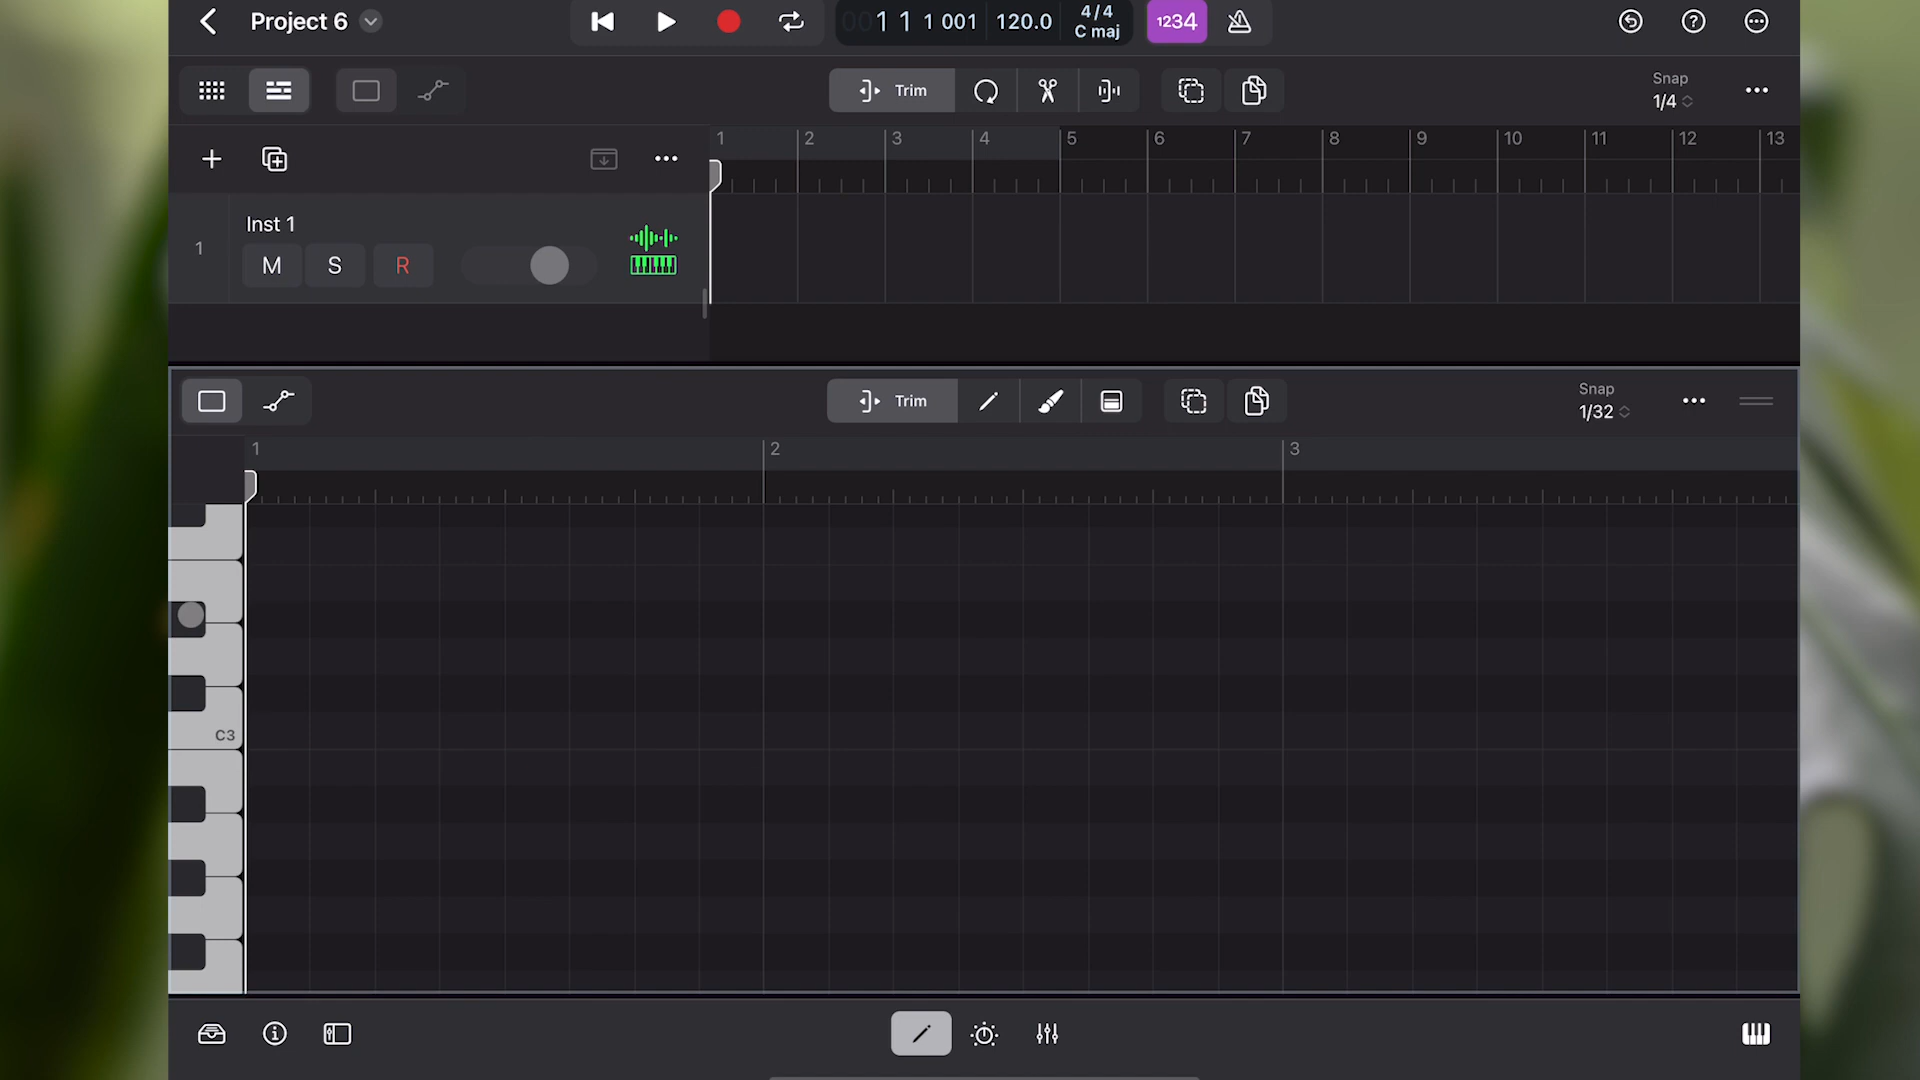 Project 6
001 1 1 001
120.0
4/4
C maj
1234
Trim
Snap
1/4
1 2 3 4 5 6 7 8 9 10 11 12 13
1
Inst 1
M S R
Trim
Snap
1/32
1 2 3
C3